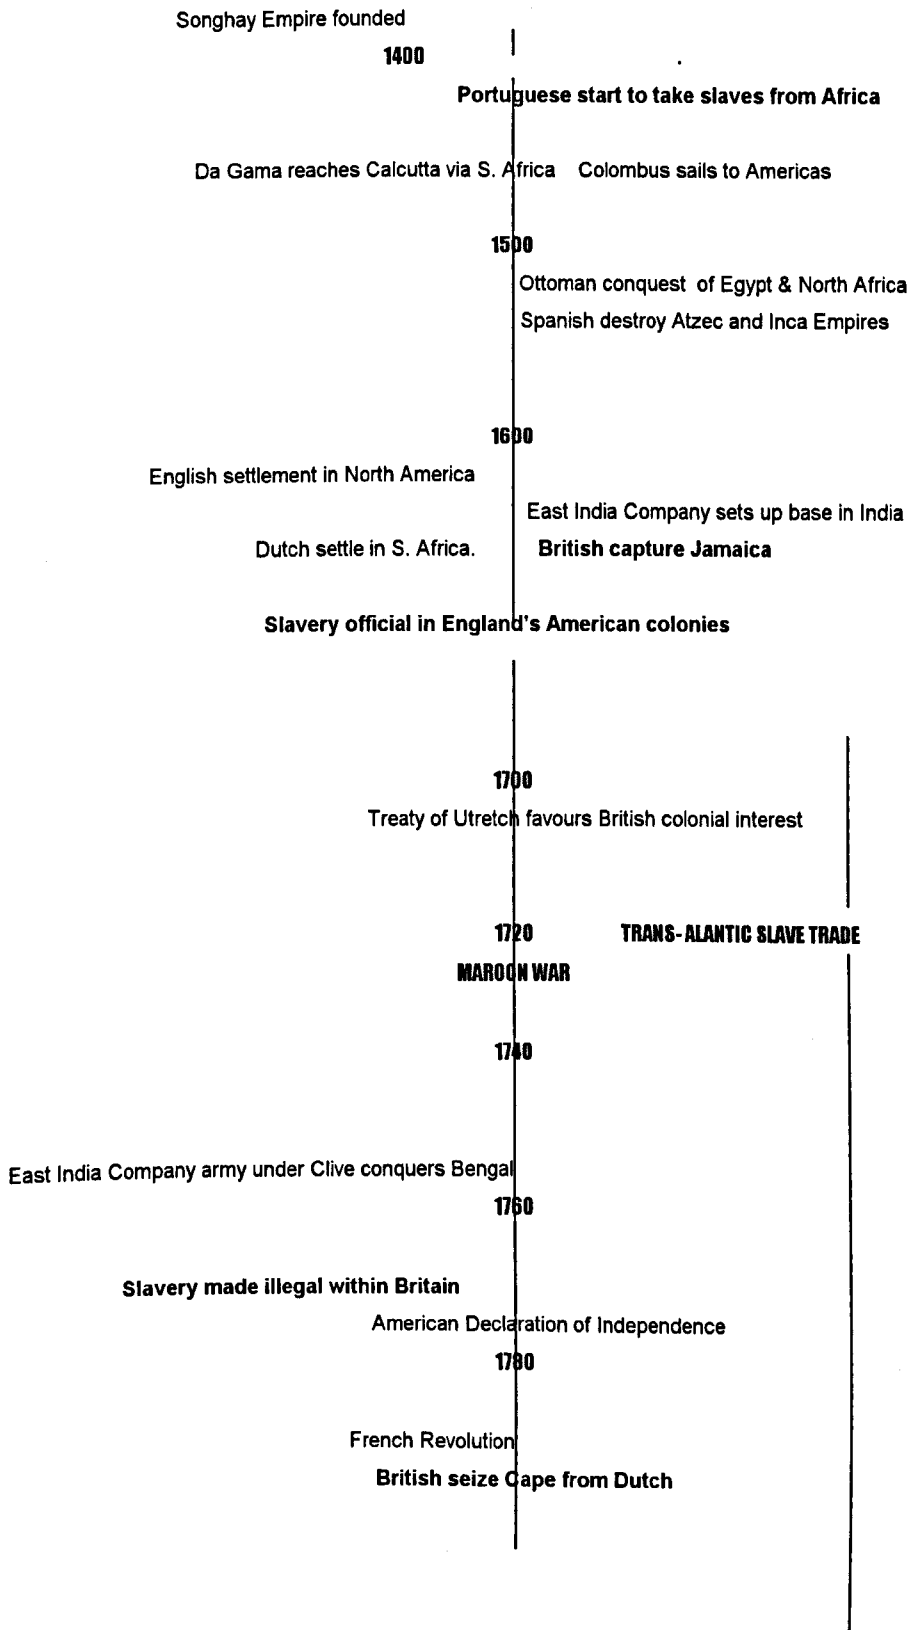 Songhay Empire founded
1400
Portuguese start to take slaves from Africa
Da Gama reaches Calcutta via S. Africa Colombus sails to Americas
1500
Ottoman conquest of Egypt & North Africa
Spanish destroy Atzec and Inca Empires
1600
English settlement in North America
East India Company sets up base in India
Dutch settle in S. Africa. British capture Jamaica
Slavery official in England's American colonies
1700
Treaty of Utretch favours British colonial interest
1720 TRANS-ALANTIC SLAVE TRADE
MAROON WAR
1740
East India Company army under Clive conquers Bengal
1760
Slavery made illegal within Britain
American Declaration of Independence
1780
French Revolution
British seize Cape from Dutch